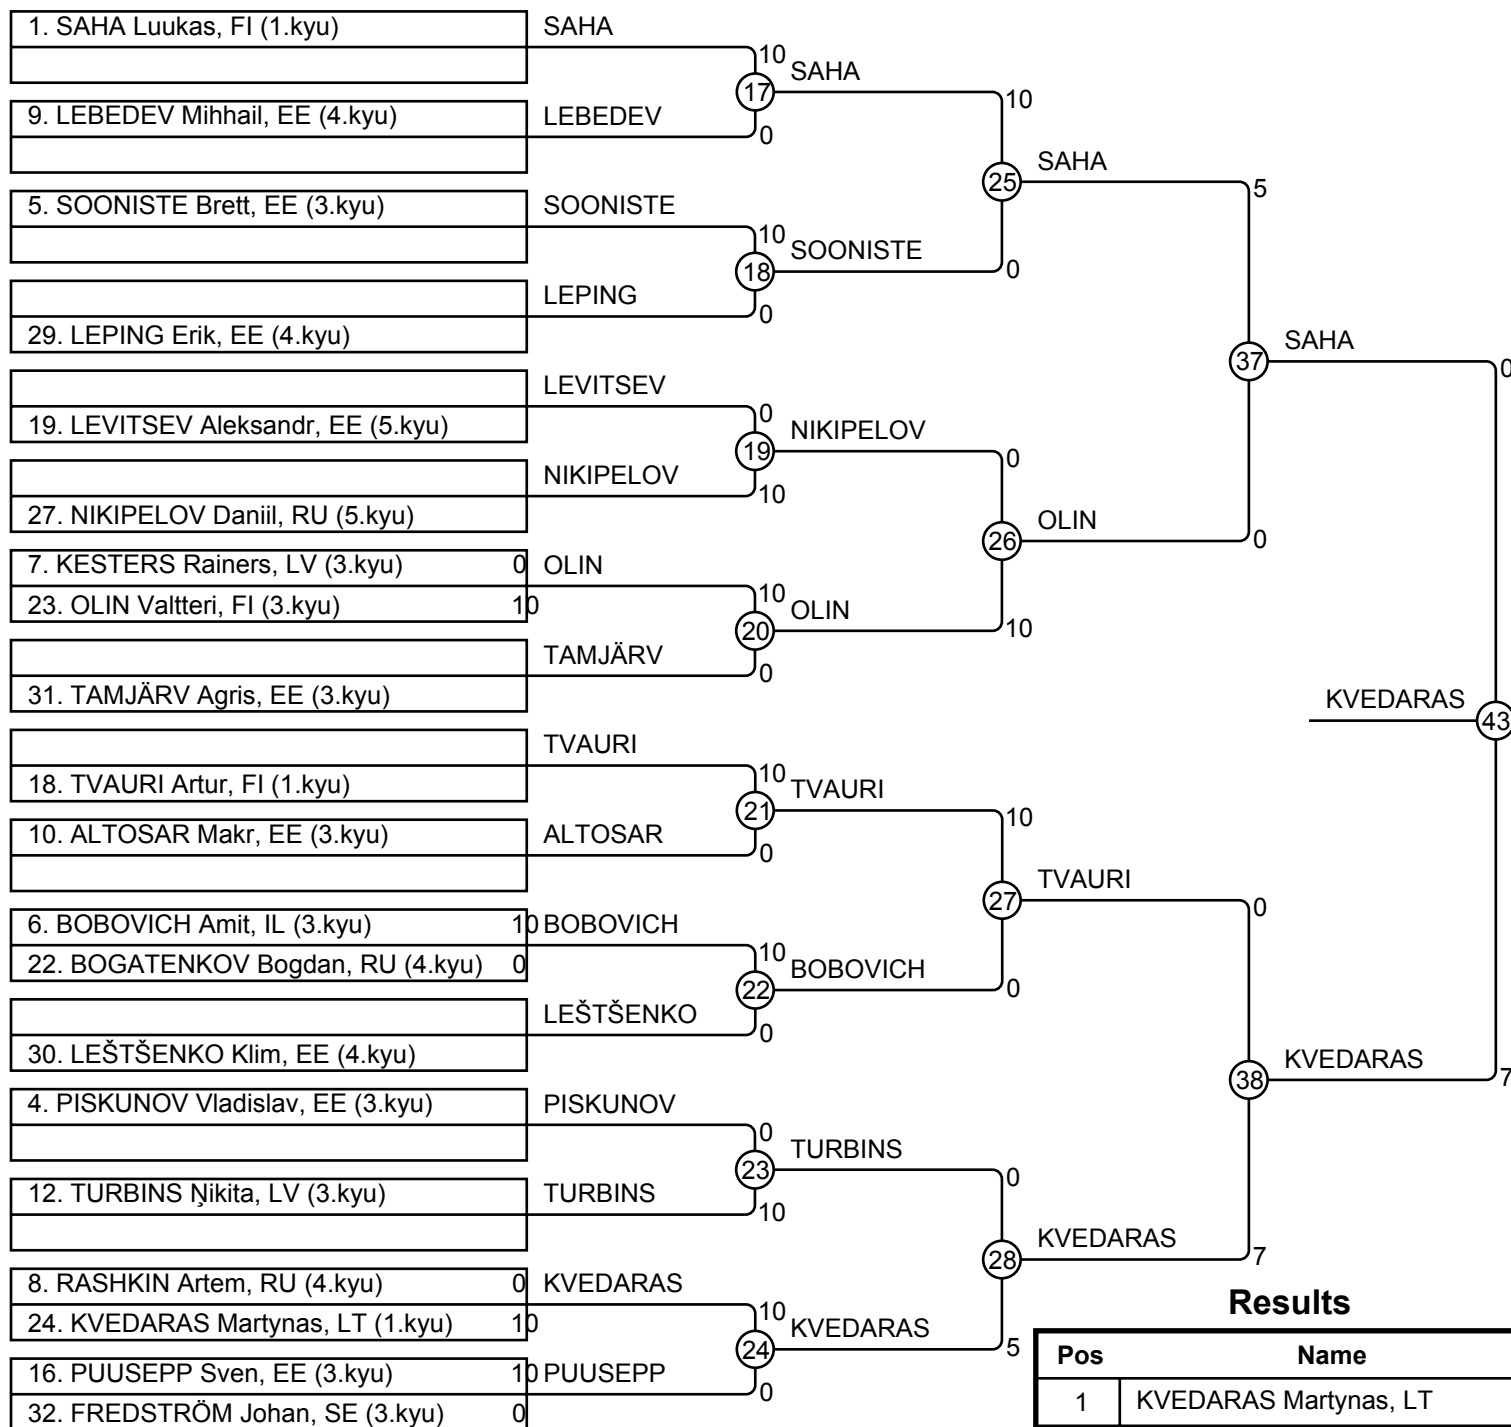 1. SAHA Luukas, FI (1.kyu)
SAHA
10
SAHA
17
10
9. LEBEDEV Mihhail, EE (4.kyu)
LEBEDEV
0
SAHA
25
5
5. SOONISTE Brett, EE (3.kyu)
SOONISTE
10
SOONISTE
18
0
LEPING
0
29. LEPING Erik, EE (4.kyu)
SAHA
37
0
LEVITSEV
0
19. LEVITSEV Aleksandr, EE (5.kyu)
NIKIPELOV
19
0
NIKIPELOV
10
27. NIKIPELOV Daniil, RU (5.kyu)
OLIN
26
0
7. KESTERS Rainers, LV (3.kyu) 0
OLIN
10
23. OLIN Valtteri, FI (3.kyu) 10
OLIN
20
10
TAMJÄRV
0
31. TAMJÄRV Agris, EE (3.kyu)
KVEDARAS
43
TVAURI
10
18. TVAURI Artur, FI (1.kyu)
TVAURI
21
10
10. ALTOSAR Makr, EE (3.kyu)
ALTOSAR
0
TVAURI
27
0
6. BOBOVICH Amit, IL (3.kyu) 10
BOBOVICH
10
22. BOGATENKOV Bogdan, RU (4.kyu) 0
BOBOVICH
22
0
LEŠTŠENKO
0
30. LEŠTŠENKO Klim, EE (4.kyu)
KVEDARAS
38
7
4. PISKUNOV Vladislav, EE (3.kyu)
PISKUNOV
0
TURBINS
23
0
12. TURBINS Ņikita, LV (3.kyu)
TURBINS
10
KVEDARAS
28
7
8. RASHKIN Artem, RU (4.kyu) 0
KVEDARAS
10
24. KVEDARAS Martynas, LT (1.kyu) 10
KVEDARAS
24
5
16. PUUSEPP Sven, EE (3.kyu) 10
PUUSEPP
0
32. FREDSTRÖM Johan, SE (3.kyu) 0
Results
Pos Name
1 KVEDARAS Martynas, LT